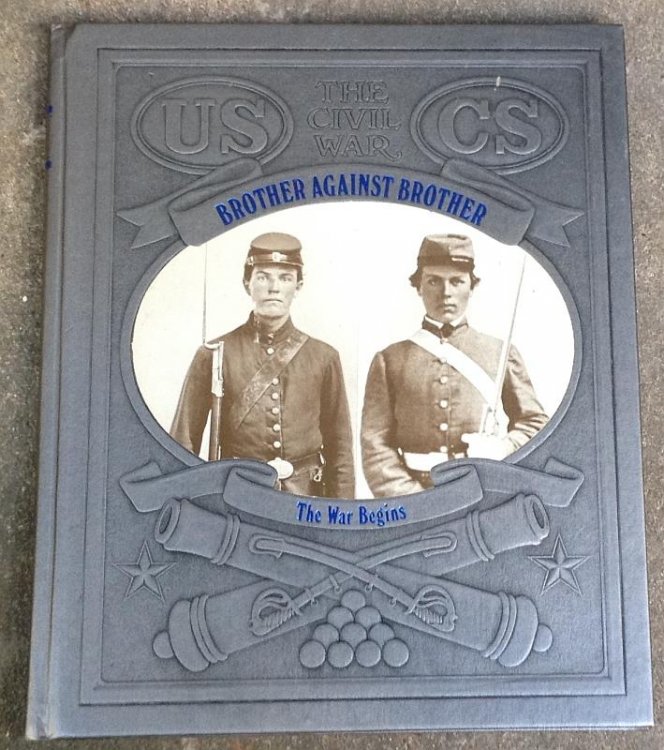 US
THE
CIVIL
WAR
CS
BROTHER AGAINST BROTHER
The War Begins